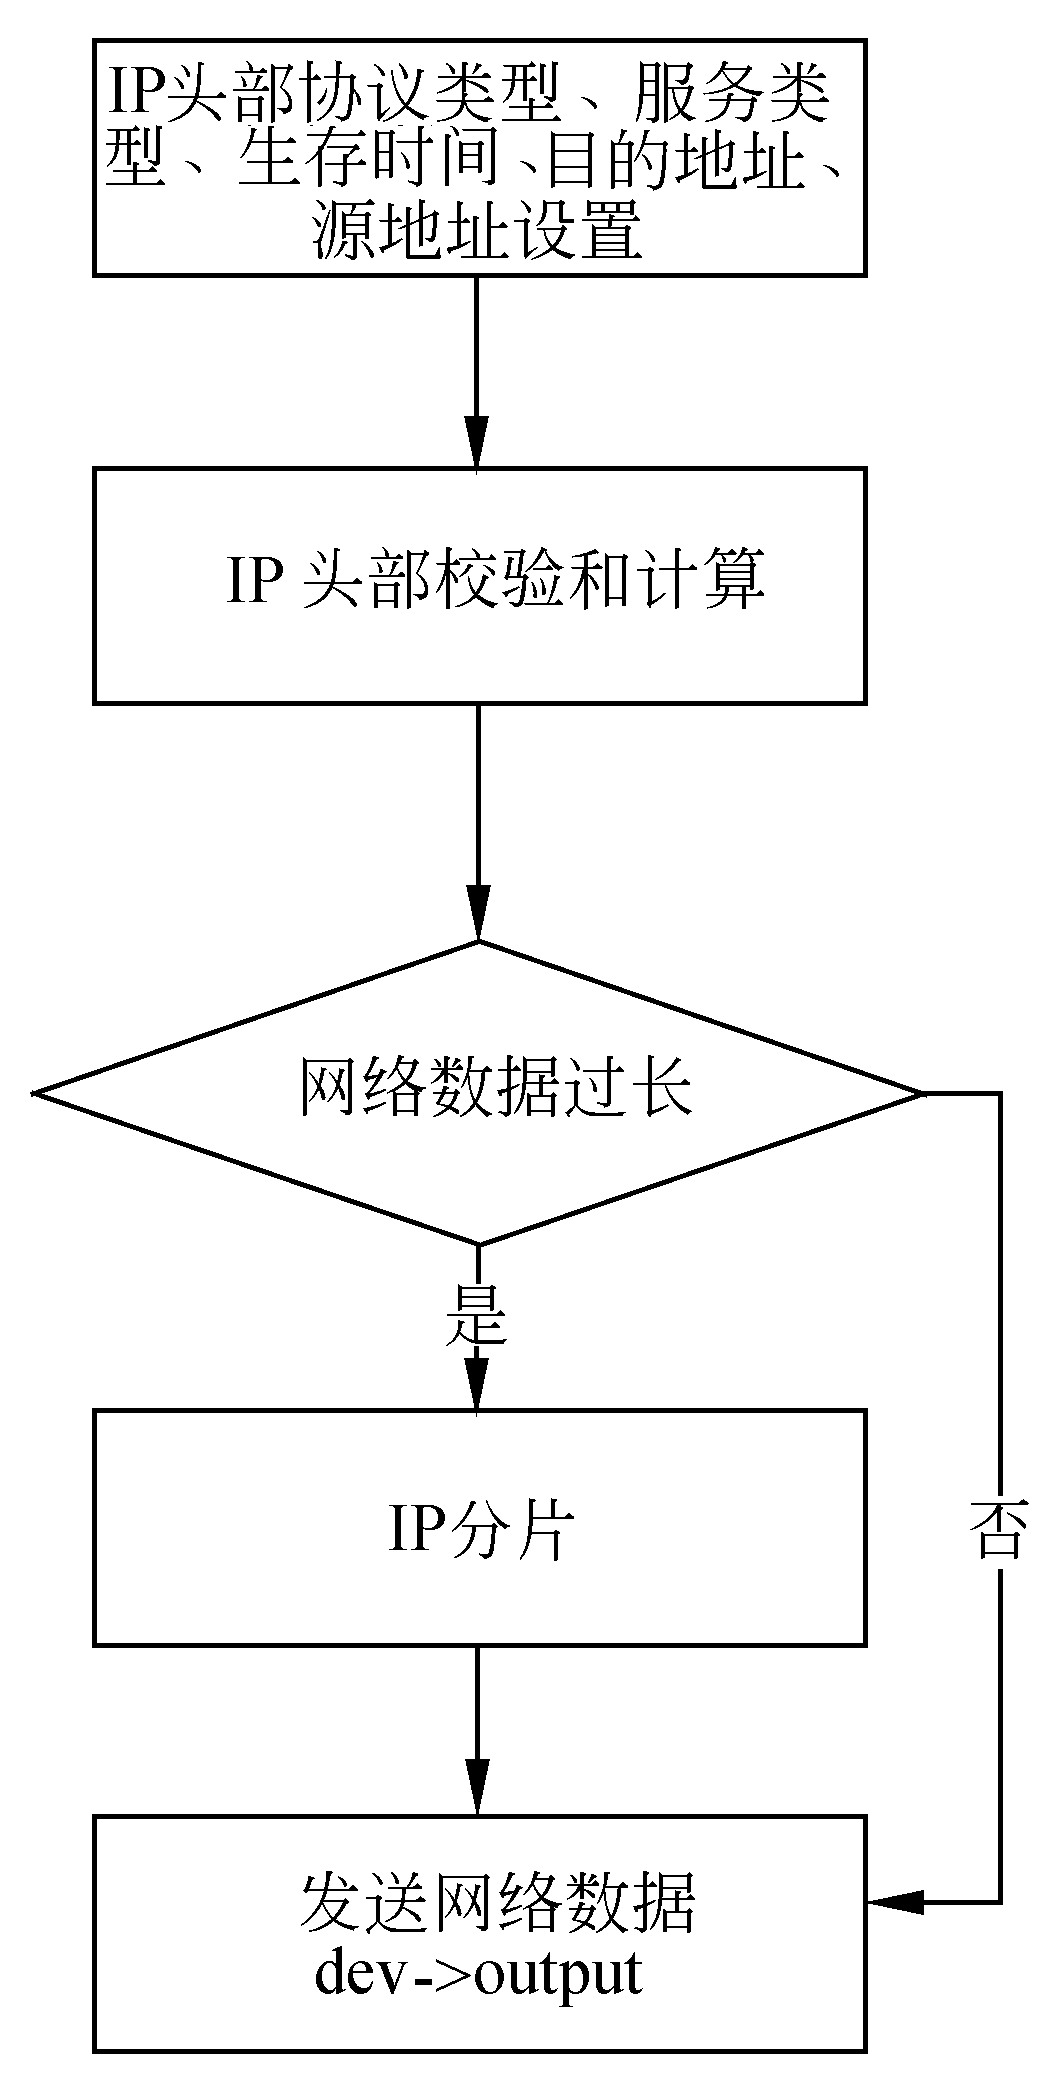 IP头部协议类型、服务类
型、生存时间、目的地址、
源地址设置
IP 头部校验和计算
网络数据过长
是
IP分片
否
发送网络数据
dev->output